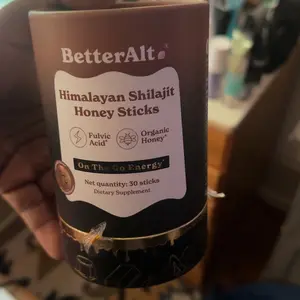 BetterAlt
Himalayan Shilajit
Honey Sticks
Fulvic
Acid*
Organic
Honey*
On The Go Energy*
Net quantity: 30 sticks
Dietary Supplement